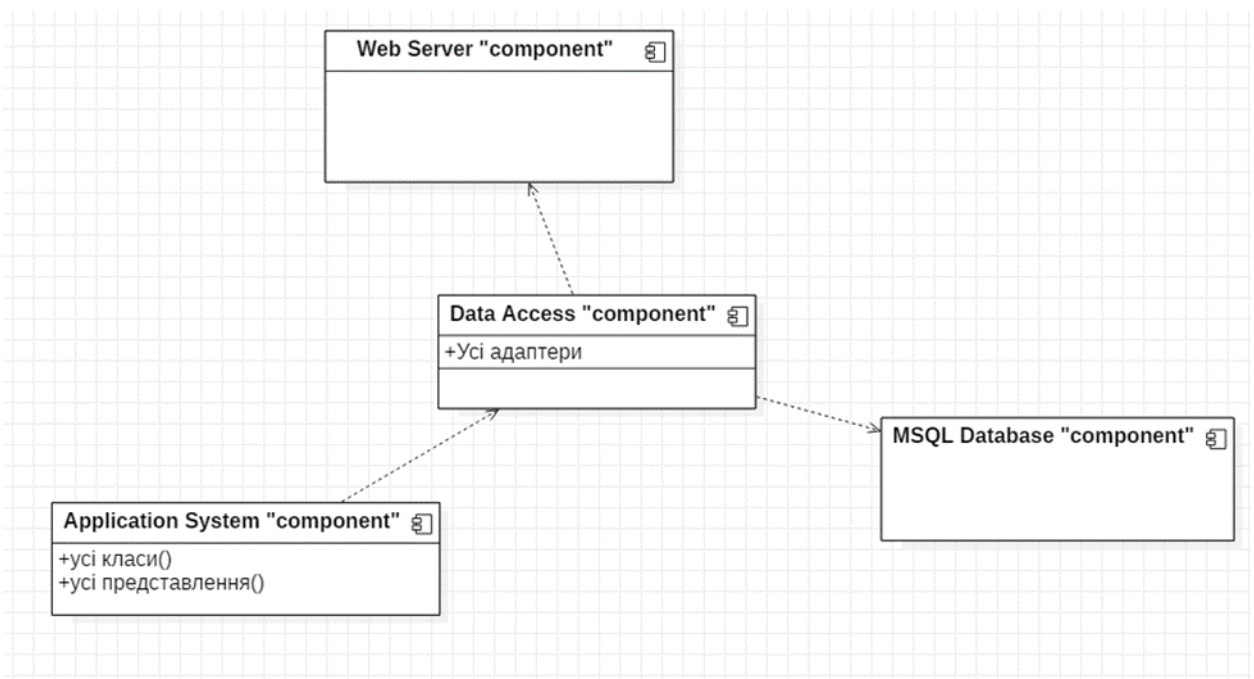 Web Server "component"
Data Access "component"
+Усі адаптери
MSQL Database "component"
Application System "component"
+усі класи()
+усі представлення()